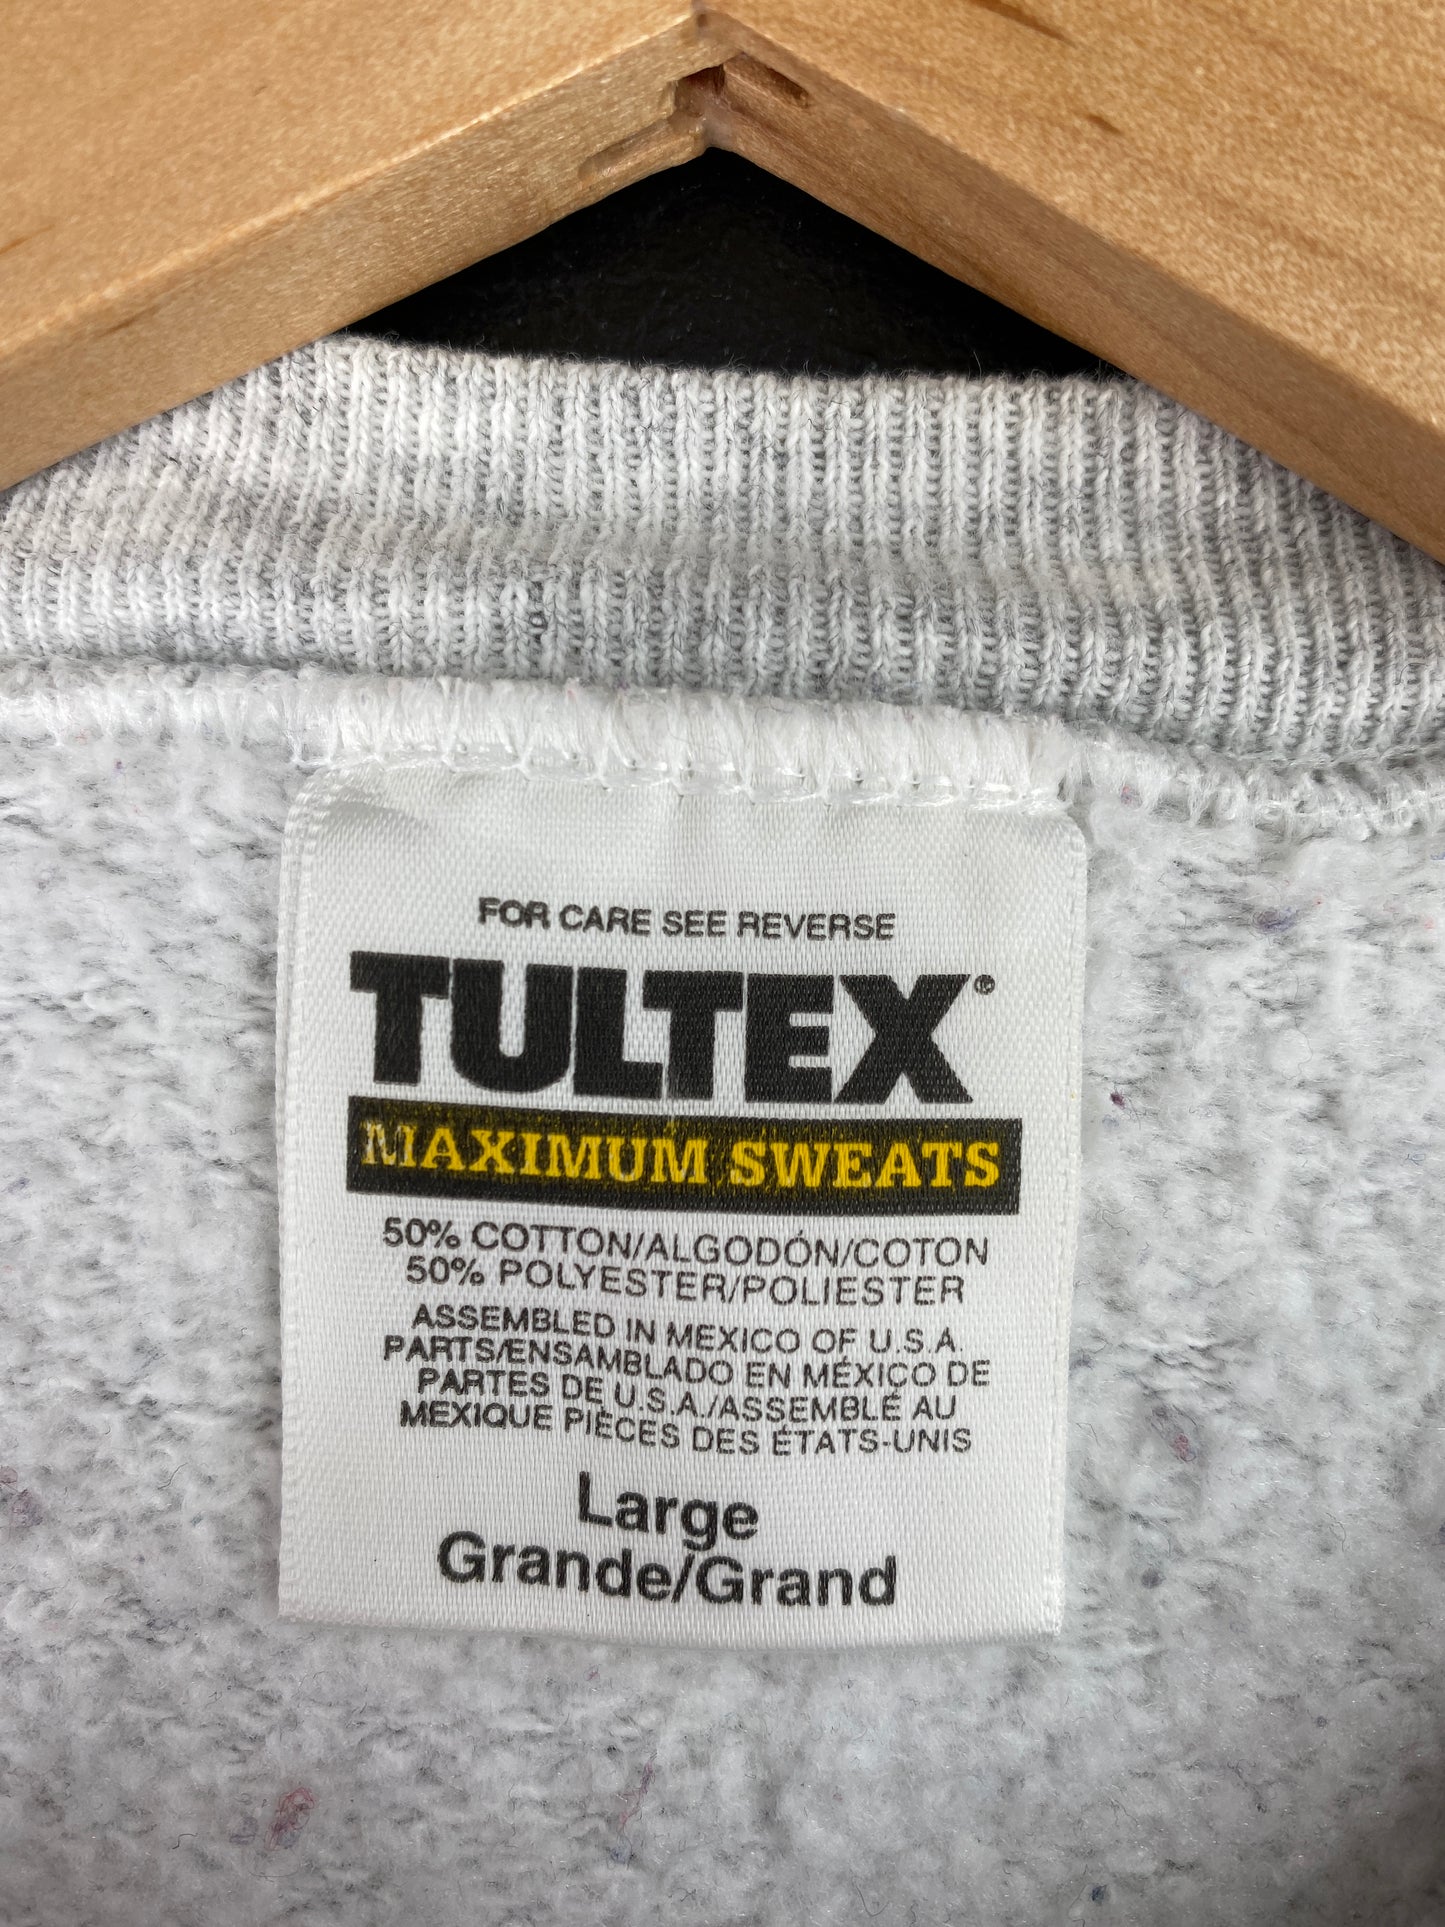 FOR CARE SEE REVERSE
TULTEX®
MAXIMUM SWEATS
50% COTTON/ALGODÓN/COTON
50% POLYESTER/POLIESTER
ASSEMBLED IN MEXICO OF U.S.A.
PARTS/ENSAMBLADO EN MÉXICO DE
PARTES DE U.S.A./ASSEMBLÉ AU
MEXIQUE PIÈCES DES ÉTATS-UNIS
Large
Grande/Grand